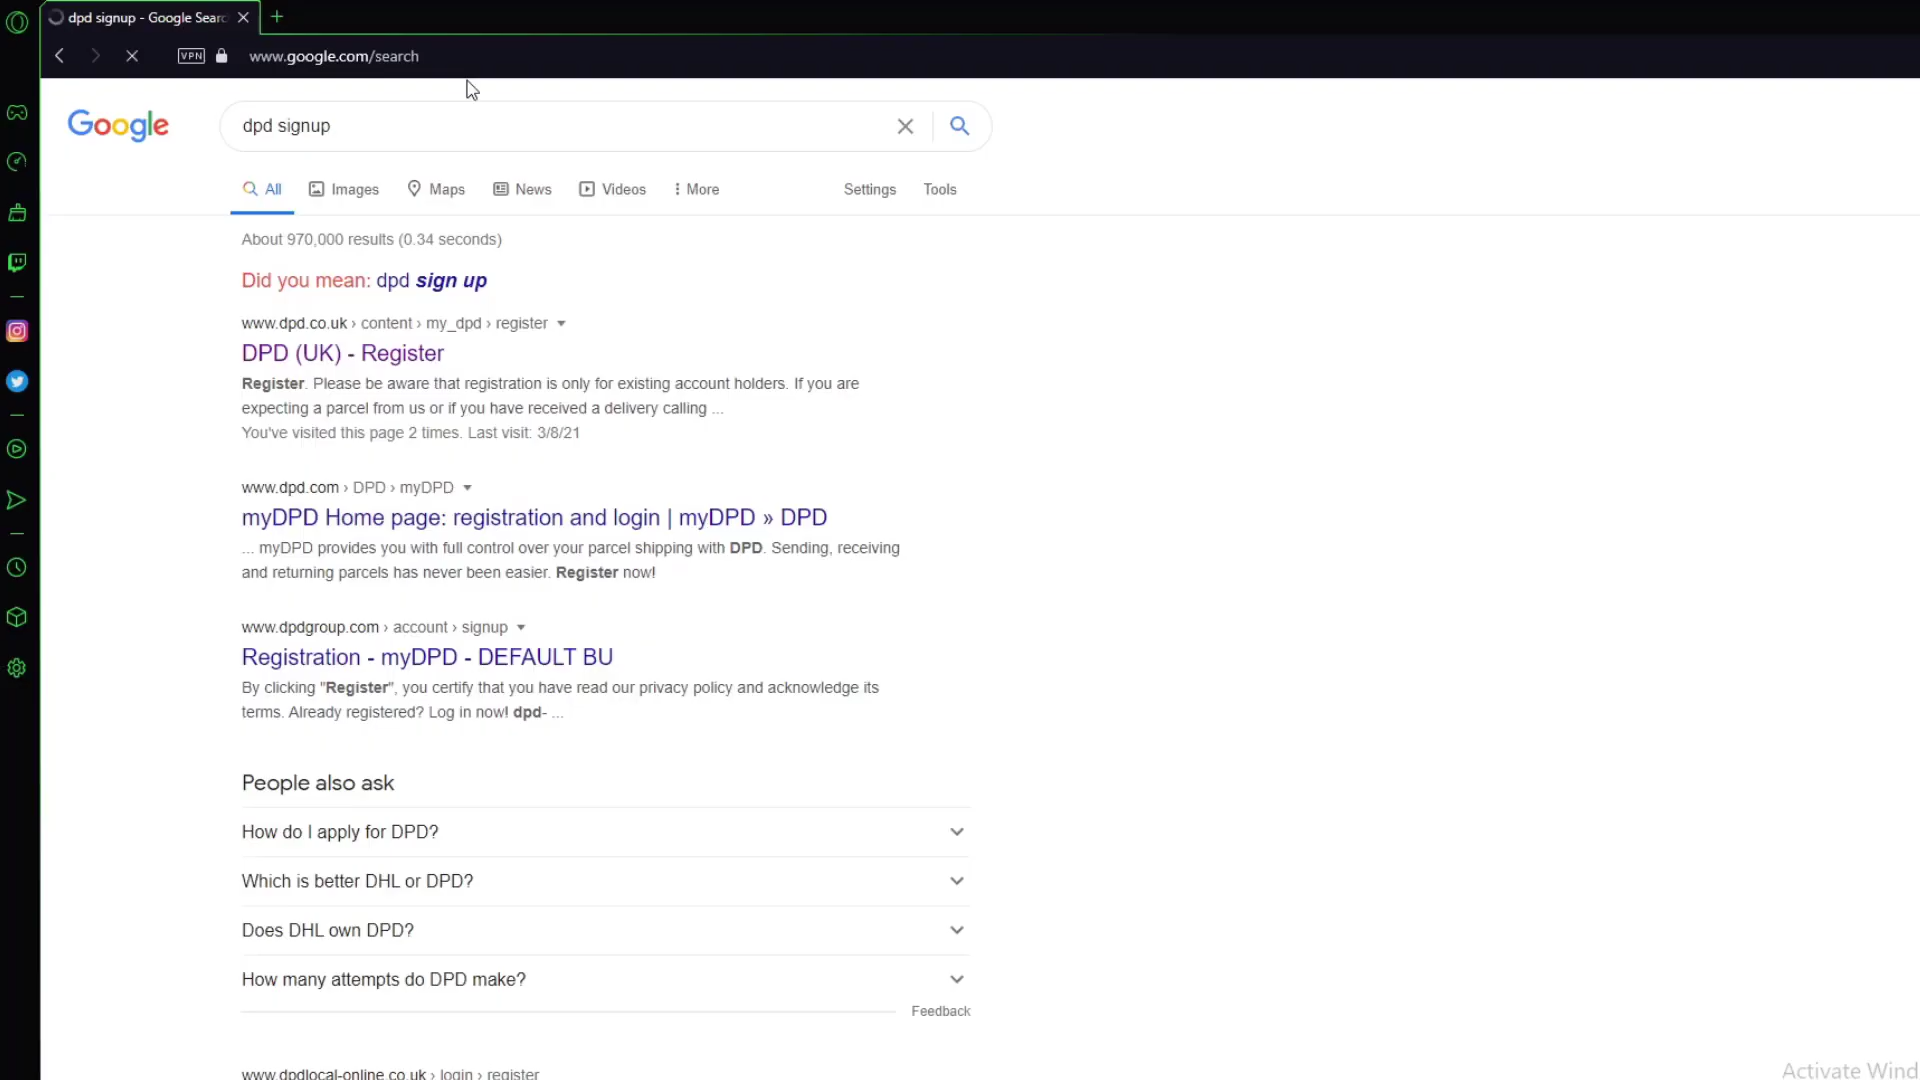 dpd signup - Google Searc
VPN
www.google.com/search
Google
dpd signup
All Images Maps News Videos More Settings Tools
About 970,000 results (0.34 seconds)
Did you mean: dpd sign up
www.dpd.co.uk › content › my_dpd › register
DPD (UK) - Register
Register. Please be aware that registration is only for existing account holders. If you are
expecting a parcel from us or if you have received a delivery calling ...
You've visited this page 2 times. Last visit: 3/8/21
www.dpd.com › DPD › myDPD
myDPD Home page: registration and login | myDPD » DPD
... myDPD provides you with full control over your parcel shipping with DPD. Sending, receiving
and returning parcels has never been easier. Register now!
www.dpdgroup.com › account › signup
Registration - myDPD - DEFAULT BU
By clicking "Register", you certify that you have read our privacy policy and acknowledge its
terms. Already registered? Log in now! dpd- ...
People also ask
How do I apply for DPD?
Which is better DHL or DPD?
Does DHL own DPD?
How many attempts do DPD make?
Feedback
www.dpdlocal-online.co.uk › login › register
Activate Wind